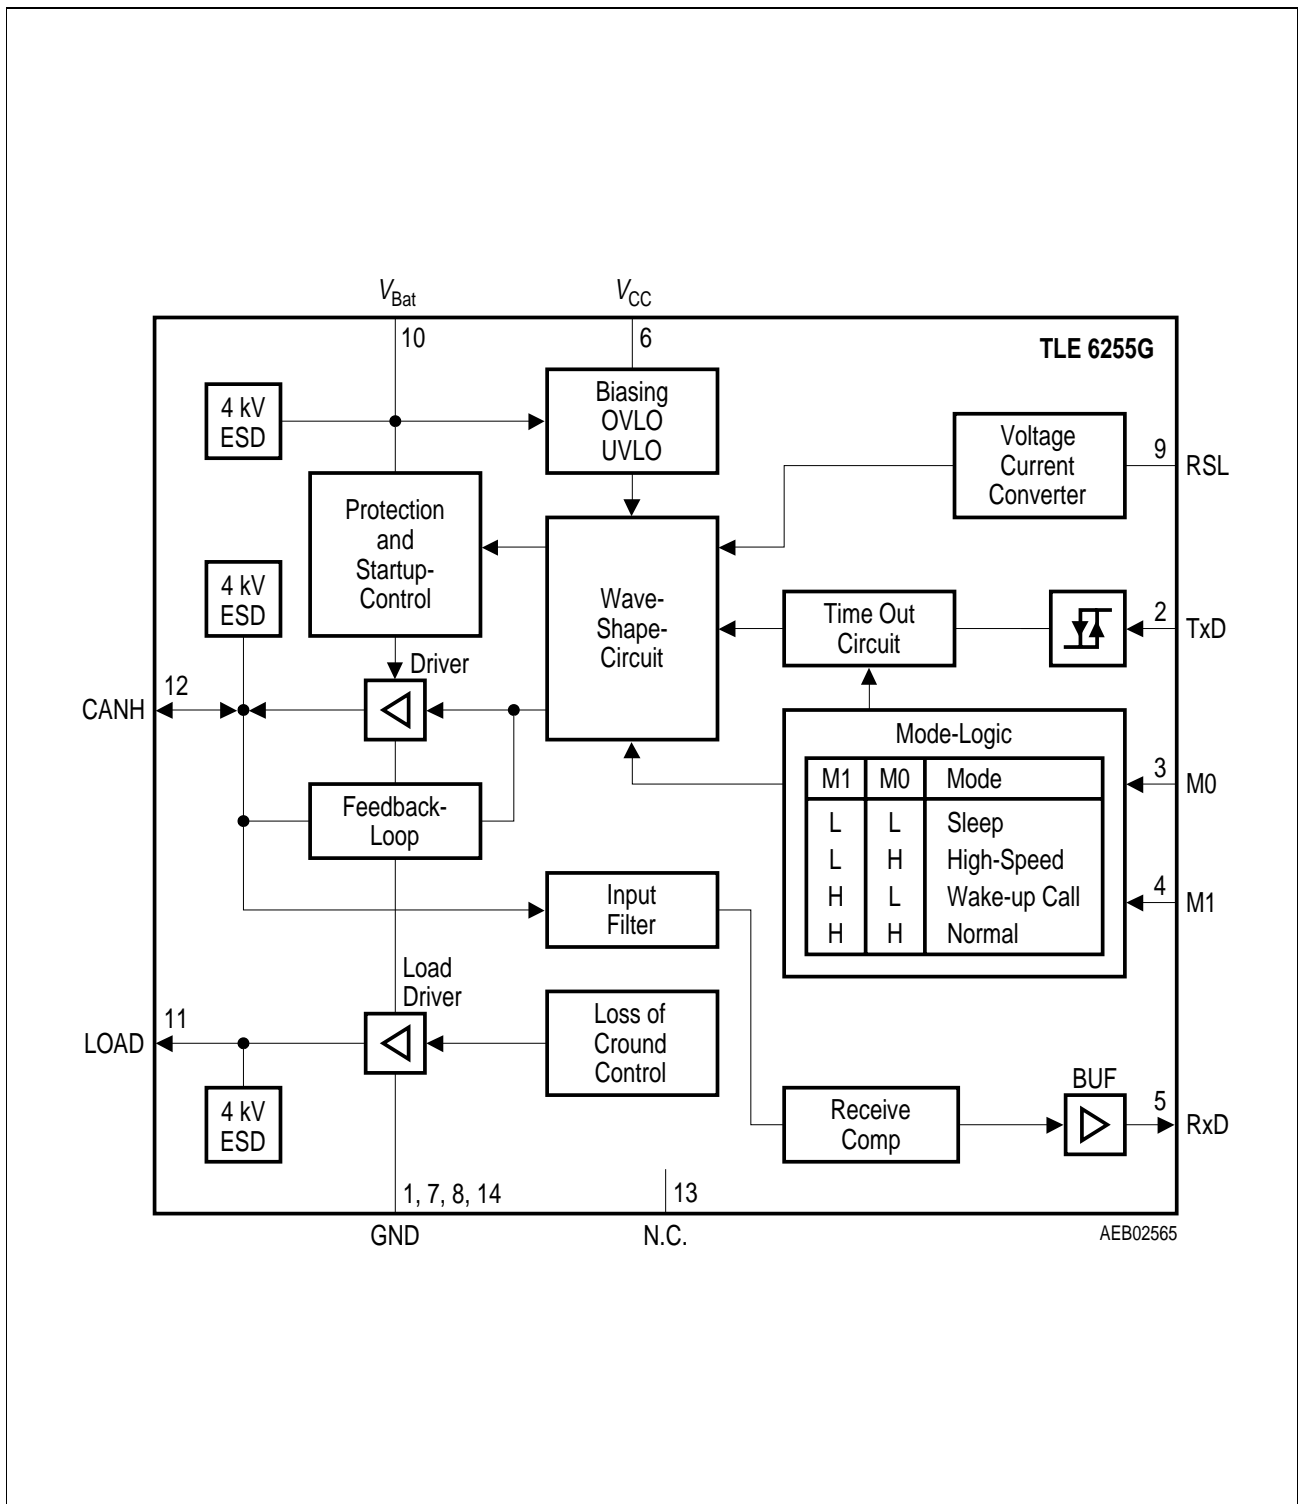 VBat
VCC
10
6
TLE 6255G
4 kV
ESD
Biasing
OVLO
UVLO
Voltage
Current
Converter
9
RSL
Protection
and
Startup-
Control
4 kV
ESD
Wave-
Shape-
Circuit
Time Out
Circuit
2
TxD
Driver
12
CANH
Mode-Logic
M1 M0 Mode
L L Sleep
L H High-Speed
H L Wake-up Call
H H Normal
3
M0
4
M1
Feedback-
Loop
Input
Filter
Load
Driver
11
LOAD
Loss of
Cround
Control
4 kV
ESD
Receive
Comp
BUF
5
RxD
1, 7, 8, 14
13
GND
N.C.
AEB02565